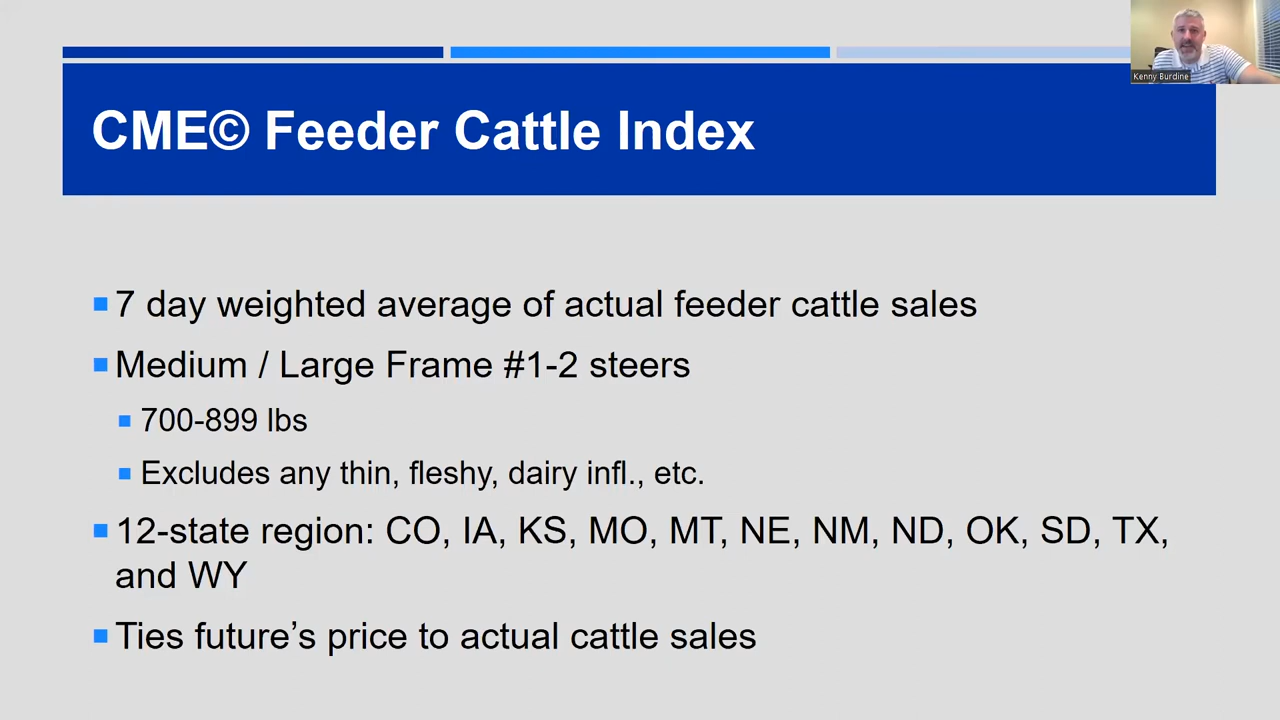 CME© Feeder Cattle Index
Kenny Burdine
7 day weighted average of actual feeder cattle sales
Medium / Large Frame #1-2 steers
700-899 lbs
Excludes any thin, fleshy, dairy infl., etc.
12-state region: CO, IA, KS, MO, MT, NE, NM, ND, OK, SD, TX,
and WY
Ties future’s price to actual cattle sales